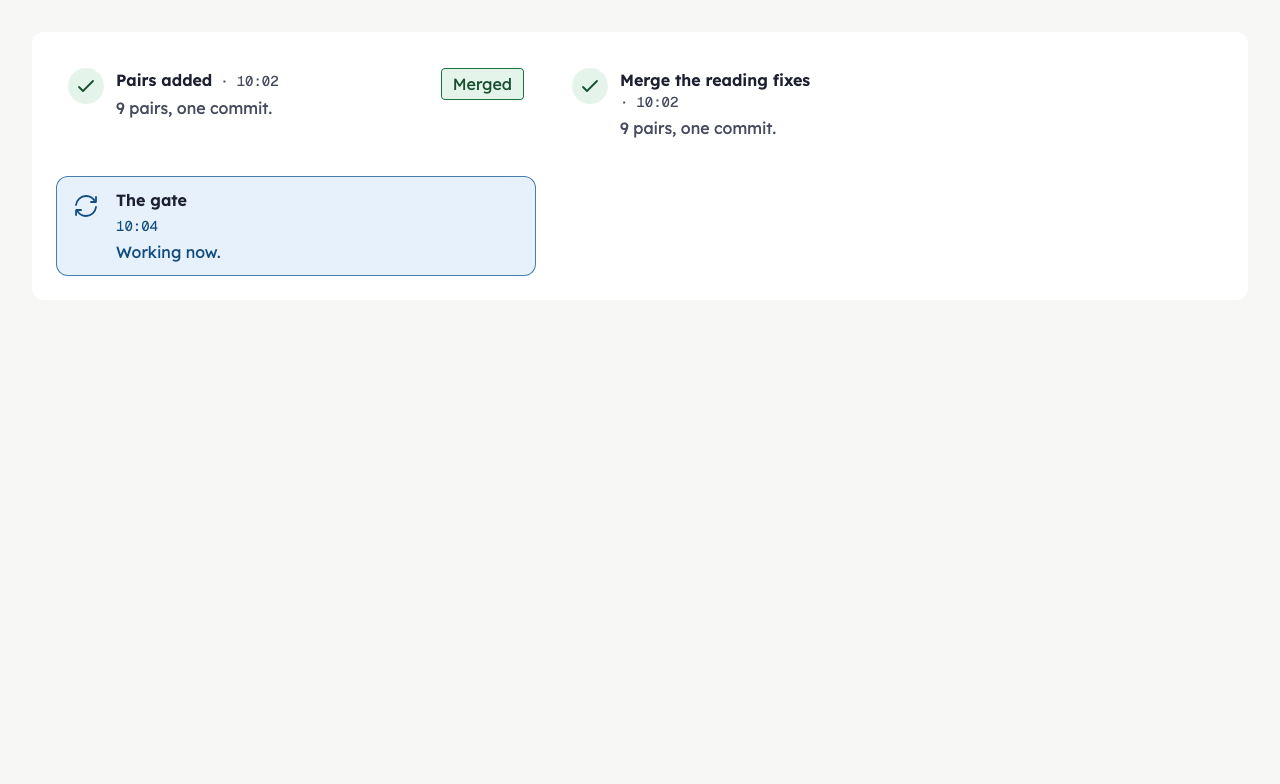 Pairs added · 10:02
9 pairs, one commit.
Merged
Merge the reading fixes
· 10:02
9 pairs, one commit.
The gate
10:04
Working now.